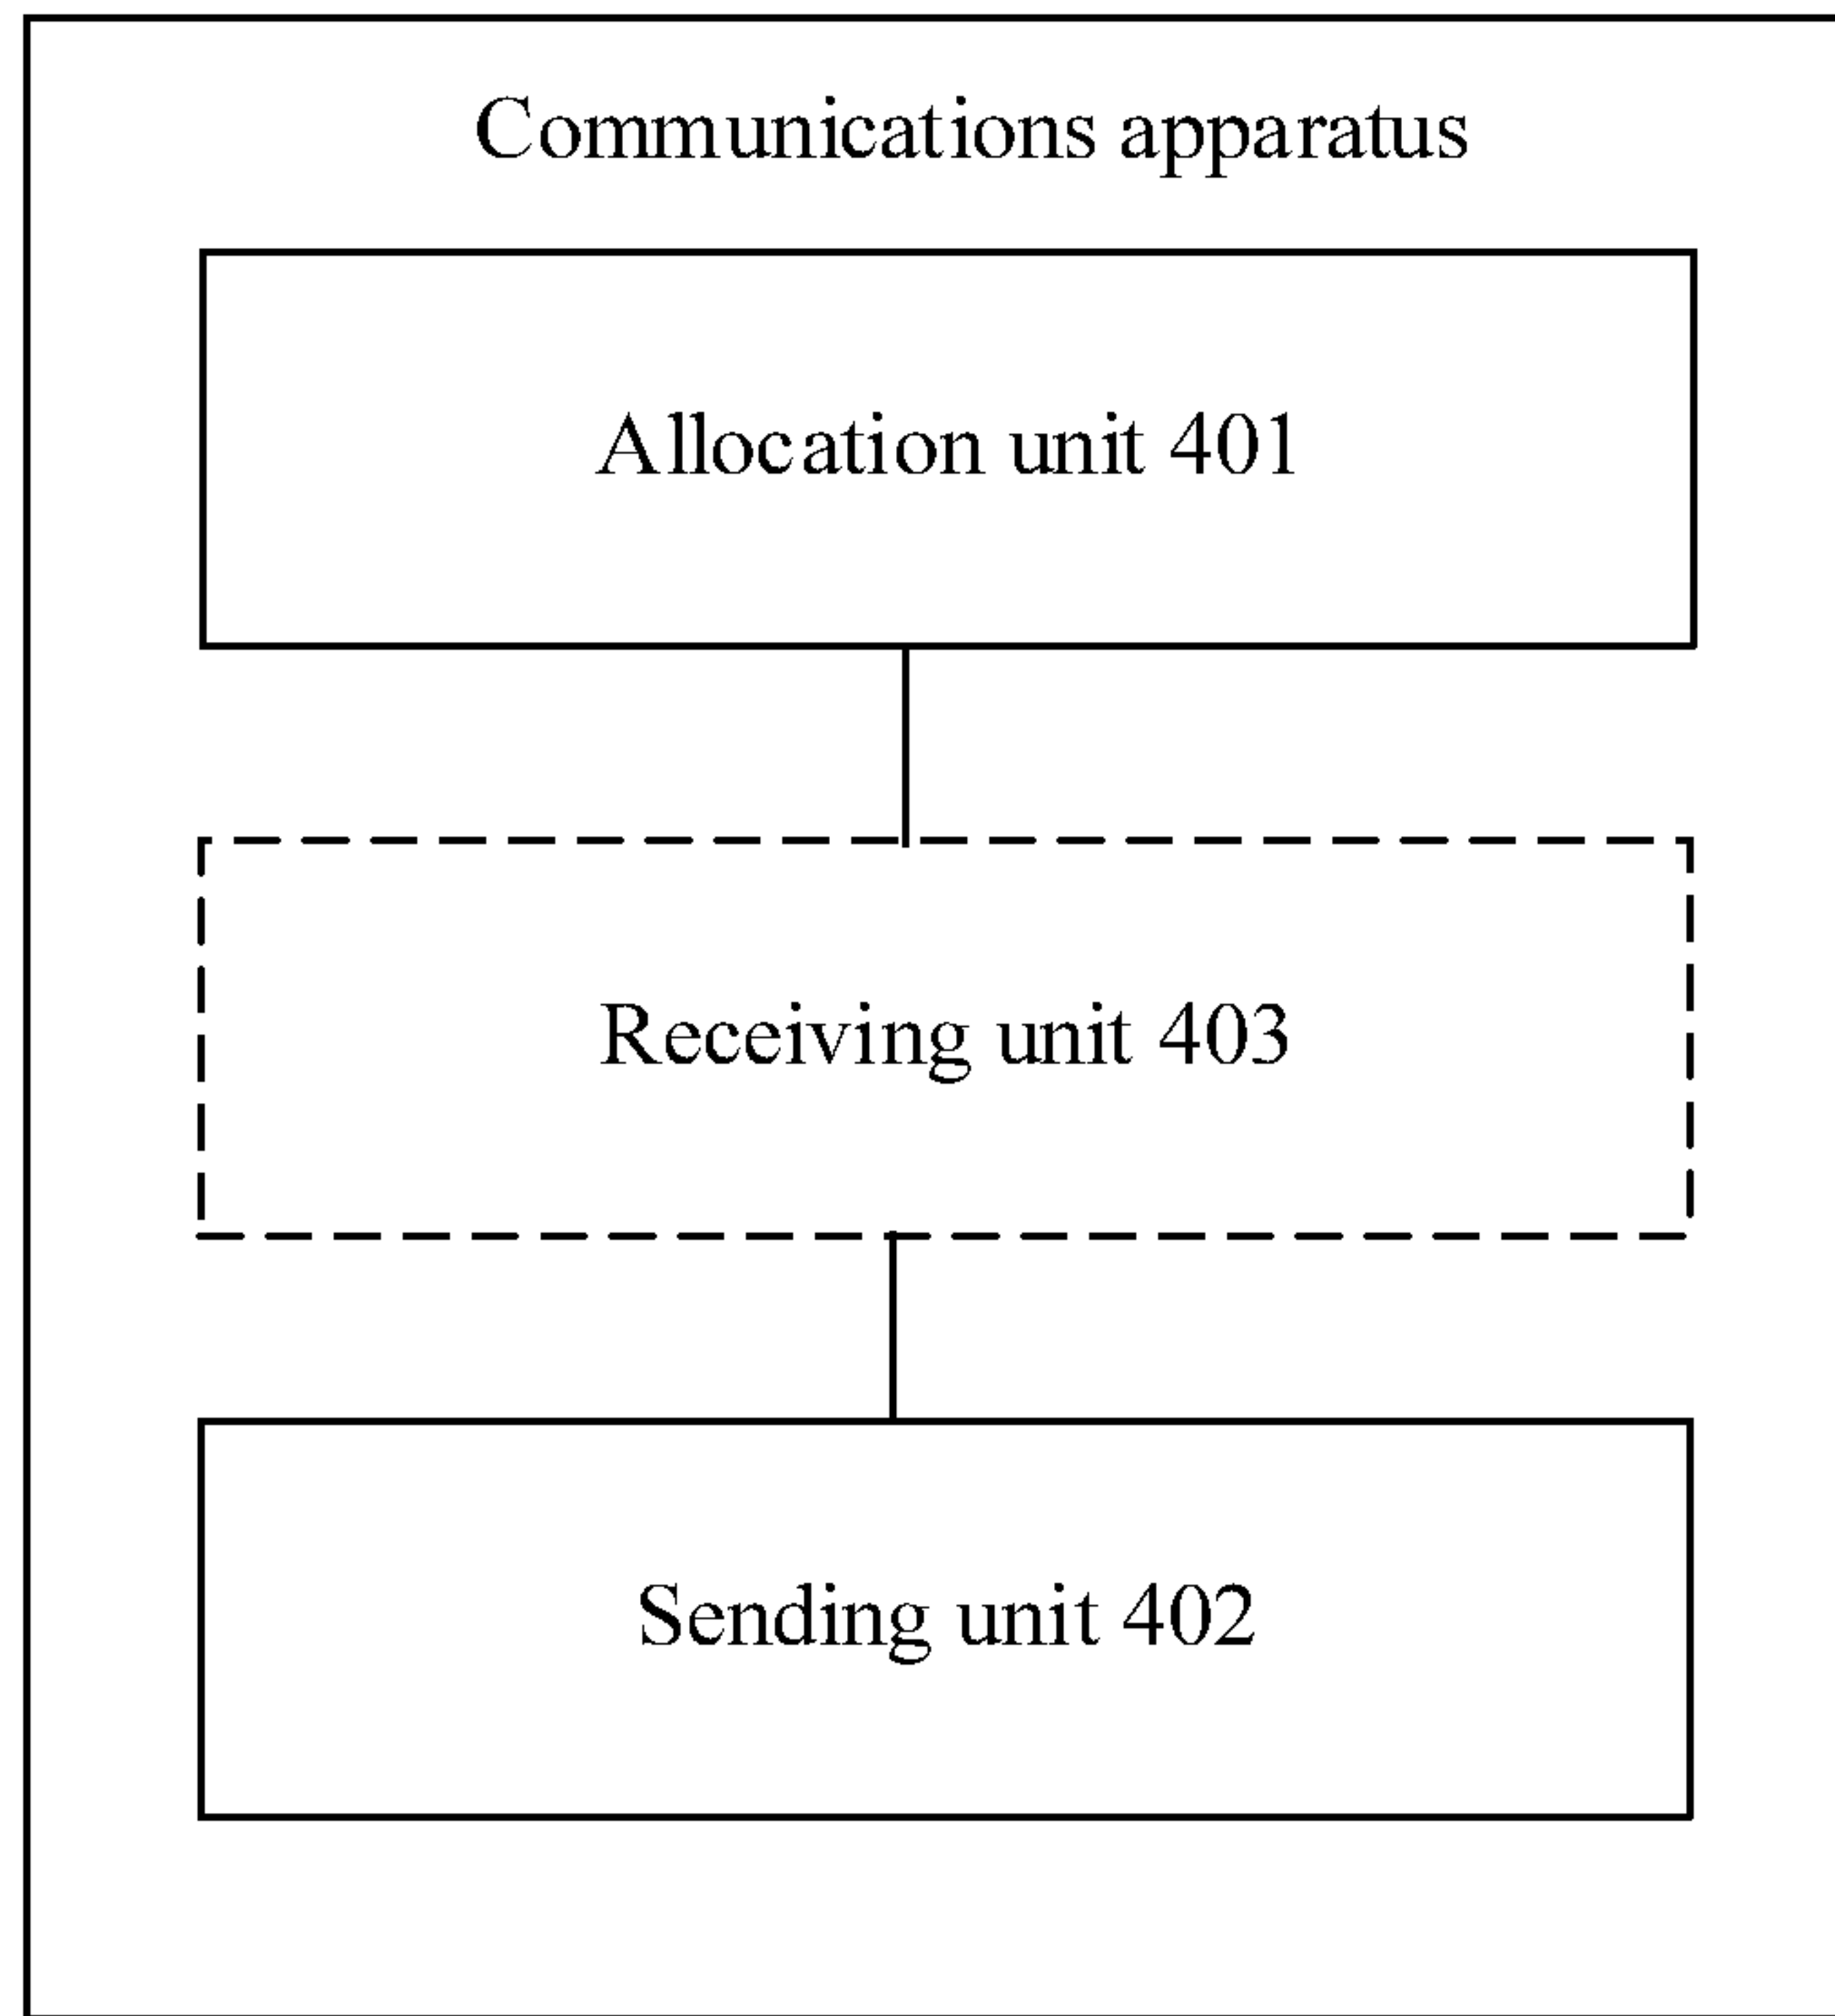 Communications apparatus
Allocation unit 401
Receiving unit 403
Sending unit 402